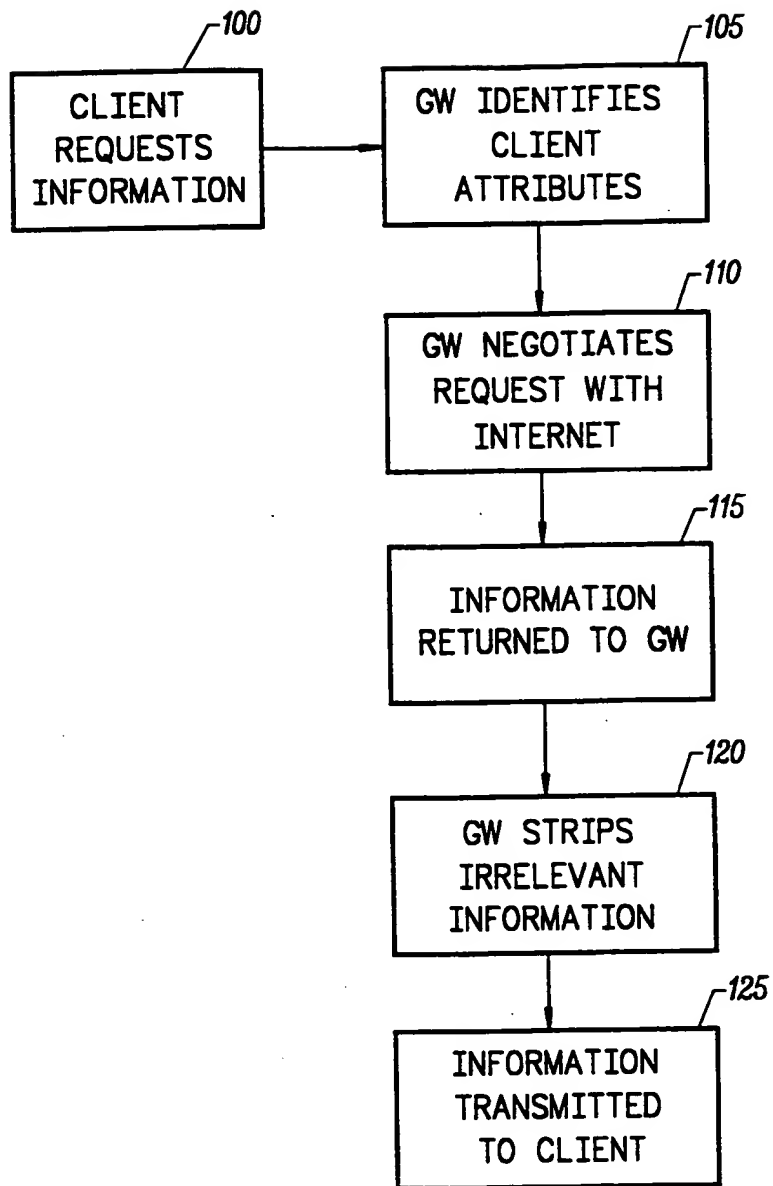 100
CLIENT
REQUESTS
INFORMATION
105
GW IDENTIFIES
CLIENT
ATTRIBUTES
110
GW NEGOTIATES
REQUEST WITH
INTERNET
115
INFORMATION
RETURNED TO GW
120
GW STRIPS
IRRELEVANT
INFORMATION
125
INFORMATION
TRANSMITTED
TO CLIENT